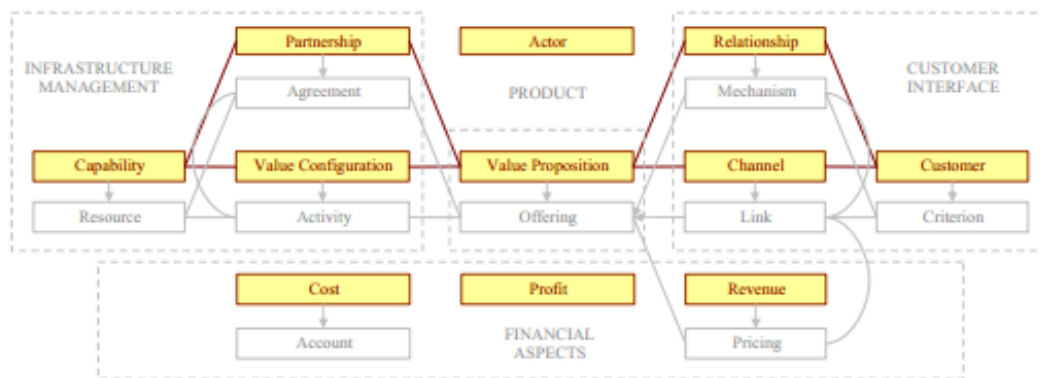 Partnership
Actor
Relationship
INFRASTRUCTURE
MANAGEMENT
CUSTOMER
INTERFACE
Agreement
PRODUCT
Mechanism
Capability
Value Configuration
Value Proposition
Channel
Customer
Resource
Activity
Offering
Link
Criterion
Cost
Profit
Revenue
Account
FINANCIAL
ASPECTS
Pricing